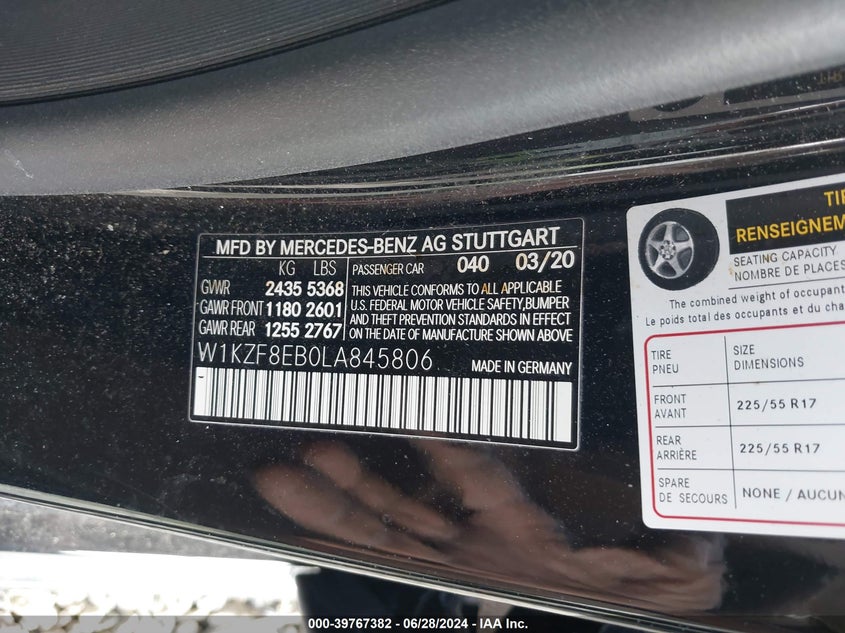 MFD BY MERCEDES-BENZ AG STUTTGART
KG LBS
GVWR 2435 5368
GAWR FRONT 1180 2601
GAWR REAR 1255 2767
PASSENGER CAR 040 03/20
THIS VEHICLE CONFORMS TO ALL APPLICABLE
U.S. FEDERAL MOTOR VEHICLE SAFETY, BUMPER
AND THEFT PREVENTION STANDARDS IN EFFECT
ON THE DATE OF MANUFACTURE SHOWN ABOVE
W1KZF8EB0LA845806
MADE IN GERMANY
SEATING CAPACITY
NOMBRE DE PLACES
The combined weight of
Le poids total des occupants et du
TIRE
PNEU
SIZE
DIMENSIONS
FRONT
AVANT
225/55 R17
REAR
ARRIÈRE
225/55 R17
SPARE
DE SECOURS
NONE /
000-39767382 / 06/28/2024 - IAA Inc.